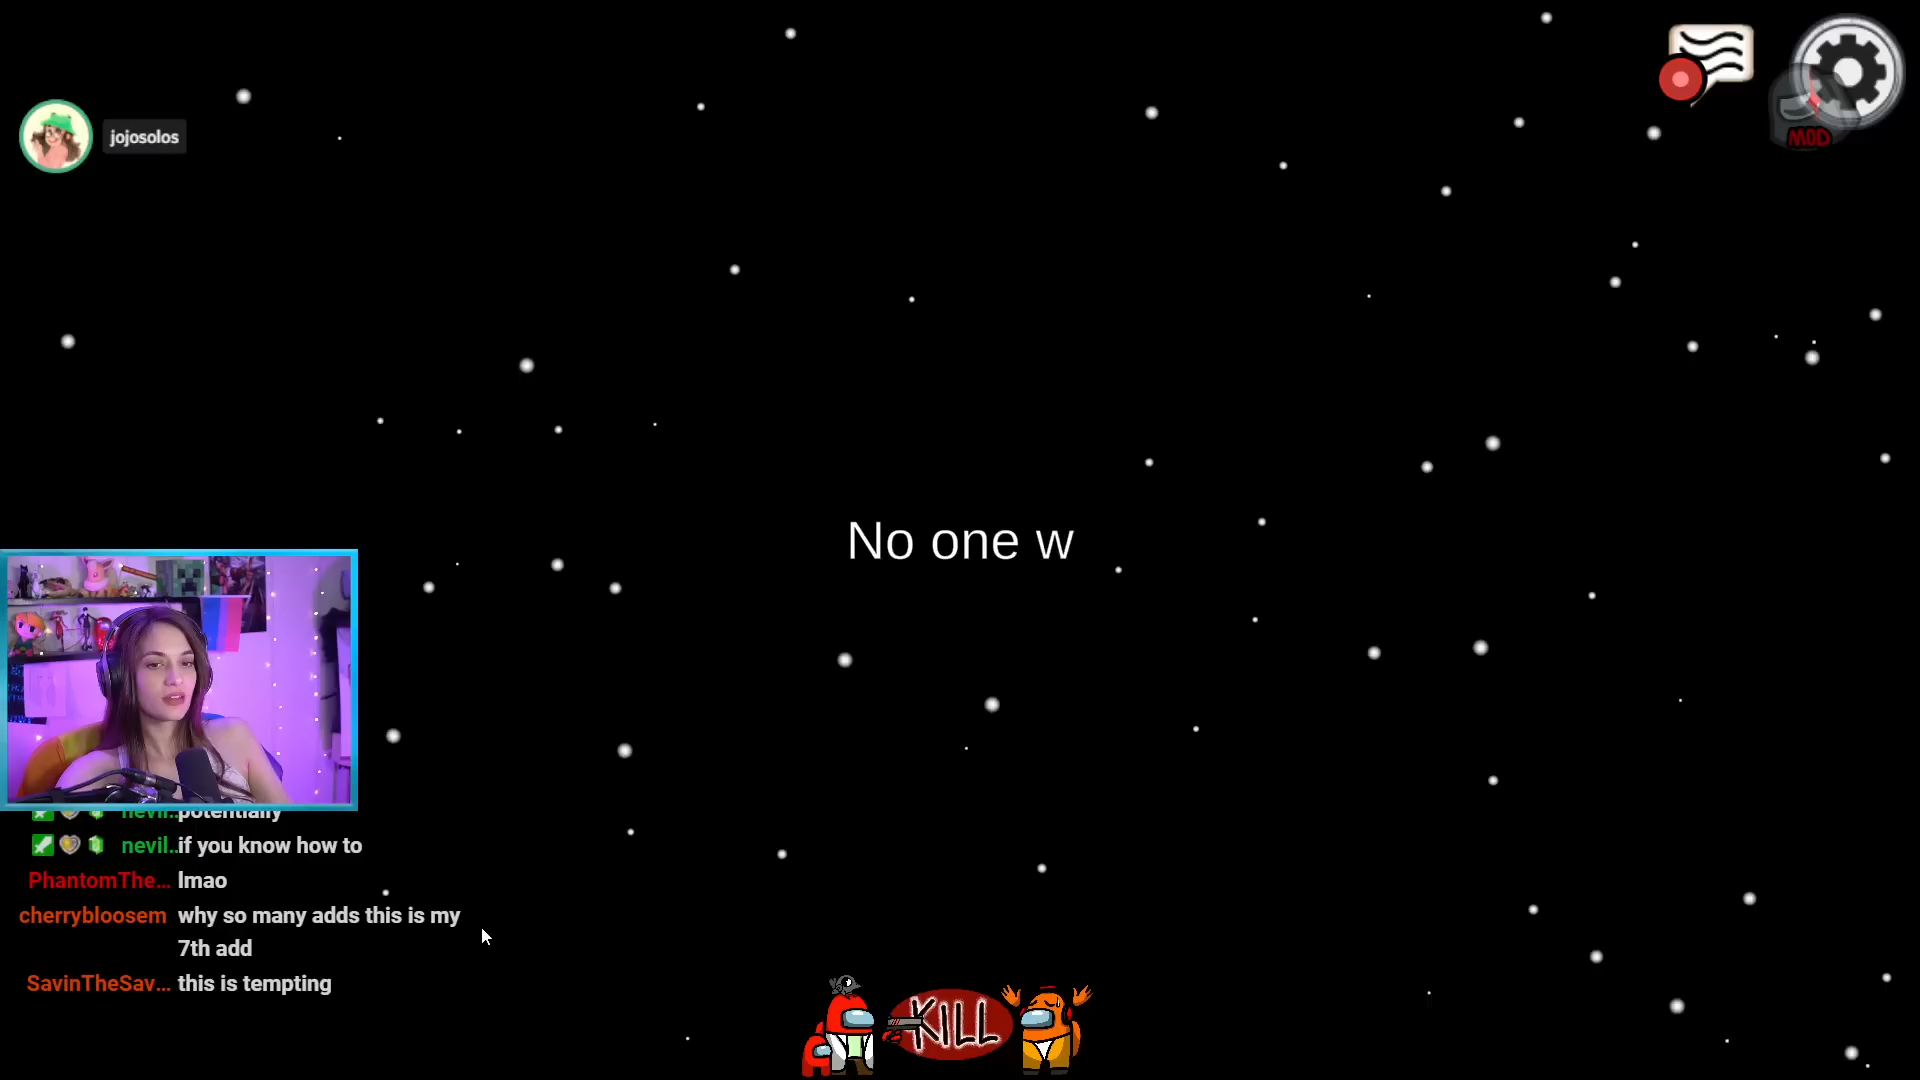 MOD
jojosolos
No one w
nevil..potentially
nevil..if you know how to
PhantomThe... lmao
cherrybloosem why so many adds this is my
7th add
SavinTheSav... this is tempting
KILL